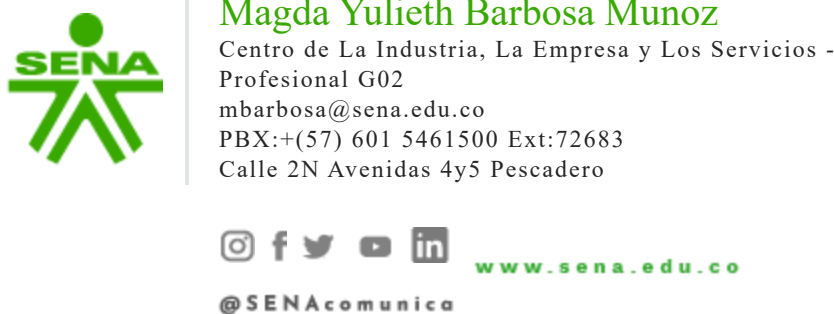 SENA
Magda Yulieth Barbosa Munoz
Centro de La Industria, La Empresa y Los Servicios -
Profesional G02
mbarbosa@sena.edu.co
PBX:+(57) 601 5461500 Ext:72683
Calle 2N Avenidas 4y5 Pescadero
www.sena.edu.co
@SENAcomunica